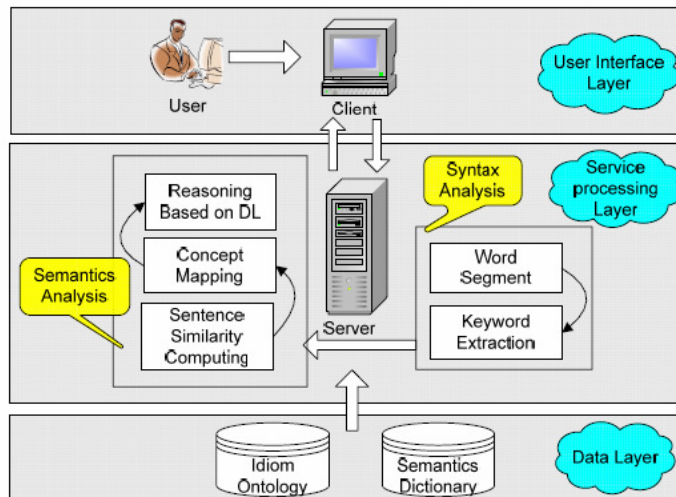 User
Client
User Interface
Layer
Reasoning
Based on DL
Concept
Mapping
Sentence
Similarity
Computing
Semantics
Analysis
Server
Syntax
Analysis
Word
Segment
Keyword
Extraction
Service
processing
Layer
Idiom
Ontology
Semantics
Dictionary
Data Layer